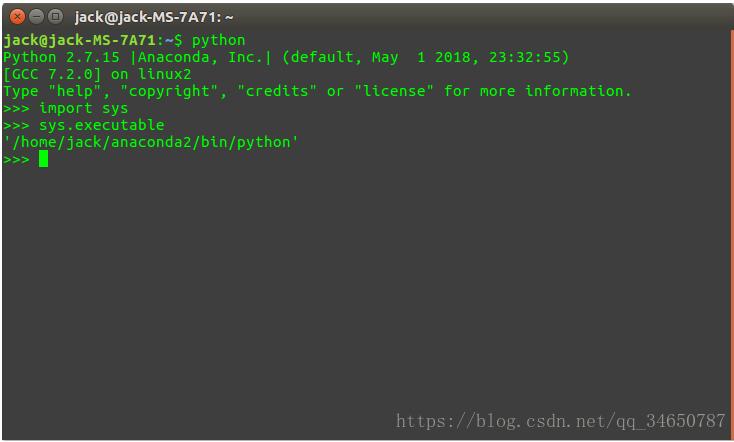 jack@jack-MS-7A71: ~
jack@jack-MS-7A71:~$ python
Python 2.7.15 |Anaconda, Inc.| (default, May  1 2018, 23:32:55)
[GCC 7.2.0] on linux2
Type "help", "copyright", "credits" or "license" for more information.
>>> import sys
>>> sys.executable
'/home/jack/anaconda2/bin/python'
>>>
https://blog.csdn.net/qq_34650787